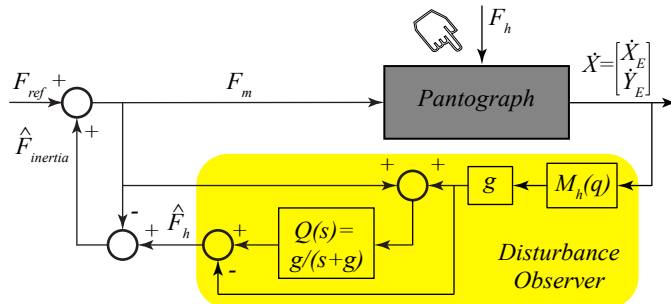 F_h
Ẋ=[Ẋ_E
Ẏ_E]
F_ref
+
+
F_m
Pantograph
F̂_inertia
+
+
g
M_h(q)
-
+
F̂_h
+
-
Q(s)=
g/(s+g)
Disturbance
Observer